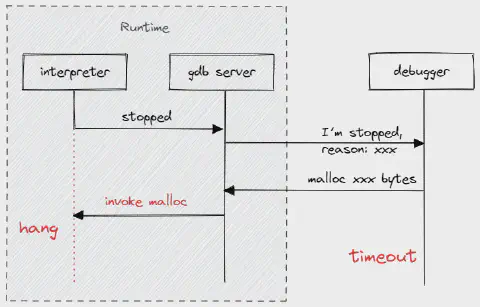 Runtime
interpreter
gdb server
debugger
stopped
I'm stopped,
reason: xxx
malloc xxx bytes
invoke malloc
hang
timeout